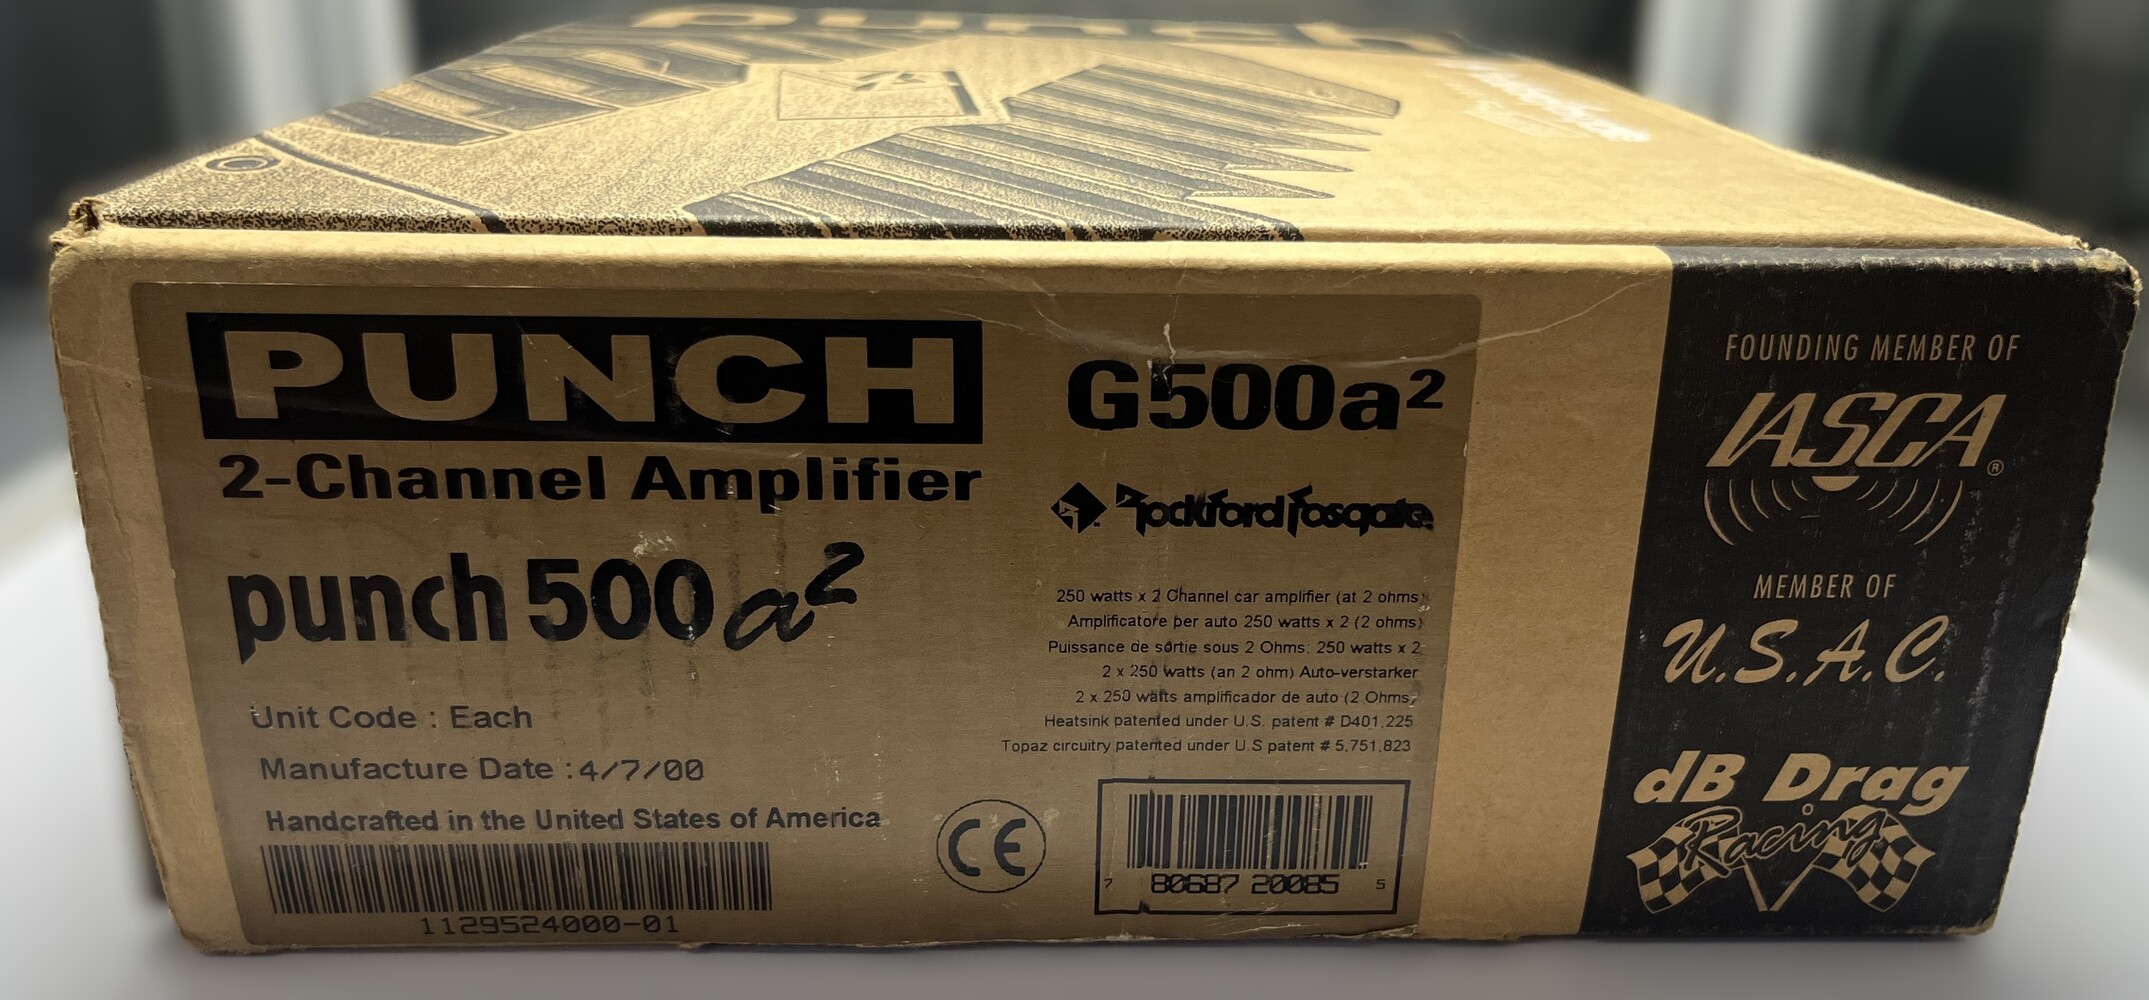 punch
PUNCH
2-Channel Amplifier
punch 500a²
Unit Code : Each
Manufacture Date : 4/7/00
Handcrafted in the United States of America
1129524000-01
CE
G500a²
Rockford Fosgate
250 watts x 2 Channel car amplifier (at 2 ohms)
Amplificatore per auto 250 watts x 2 (2 ohms)
Puissance de sortie sous 2 Ohms: 250 watts x 2
2 x 250 watts (an 2 ohm) Auto-verstarker
2 x 250 watts amplificador de auto (2 Ohms)
Heatsink patented under U.S. patent # D401,225
Topaz circuitry patented under U.S patent # 5,751,823
7 80687 20085 5
FOUNDING MEMBER OF
IASCA®
MEMBER OF
U.S.A.C.
dB Drag
Racing